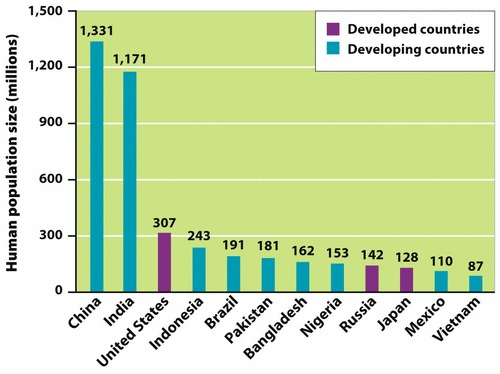 Human population size (millions)
1,500
1,200
900
600
300
0
Developed countries
Developing countries
1,331
1,171
307
243
191
181
162
153
142
128
110
87
China
India
United States
Indonesia
Brazil
Pakistan
Bangladesh
Nigeria
Russia
Japan
Mexico
Vietnam